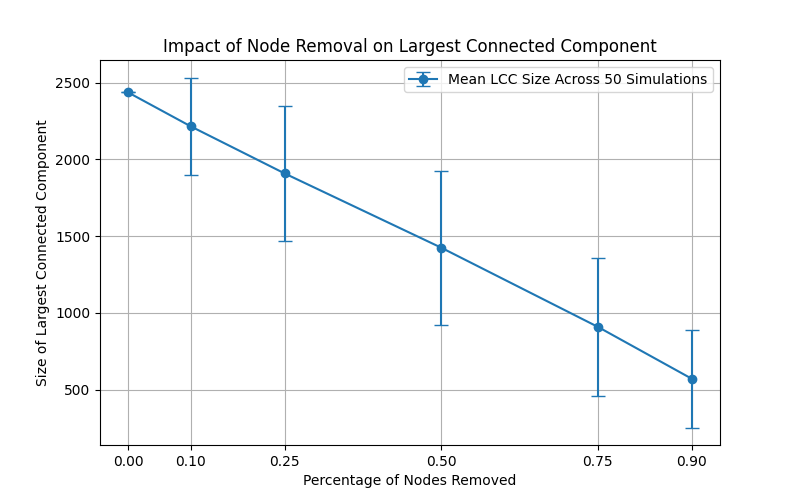 Impact of Node Removal on Largest Connected Component
Mean LCC Size Across 50 Simulations
Size of Largest Connected Component
2500
2000
1500
1000
500
0.00 0.10 0.25 0.50 0.75 0.90
Percentage of Nodes Removed